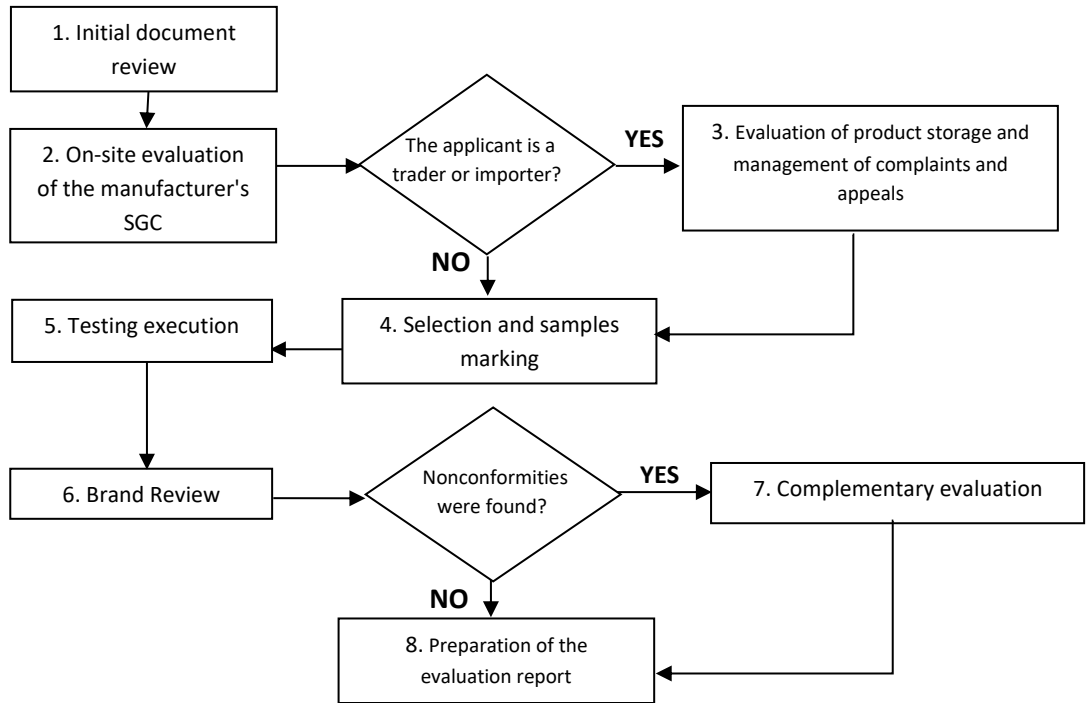 1. Initial document
review
2. On-site evaluation
of the manufacturer's
SGC
The applicant is a
trader or importer?
YES
3. Evaluation of product storage and
management of complaints and
appeals
NO
4. Selection and samples
marking
5. Testing execution
6. Brand Review
Nonconformities
were found?
YES
7. Complementary evaluation
NO
8. Preparation of the
evaluation report